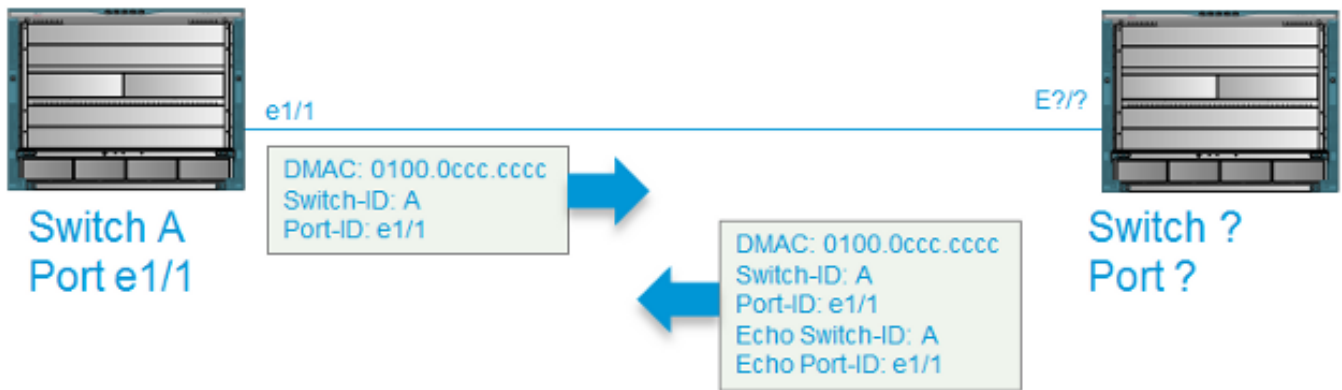 e1/1
E?/?
DMAC: 0100.0ccc.cccc
Switch-ID: A
Port-ID: e1/1
Switch A
Port e1/1
DMAC: 0100.0ccc.cccc
Switch-ID: A
Port-ID: e1/1
Echo Switch-ID: A
Echo Port-ID: e1/1
Switch ?
Port ?